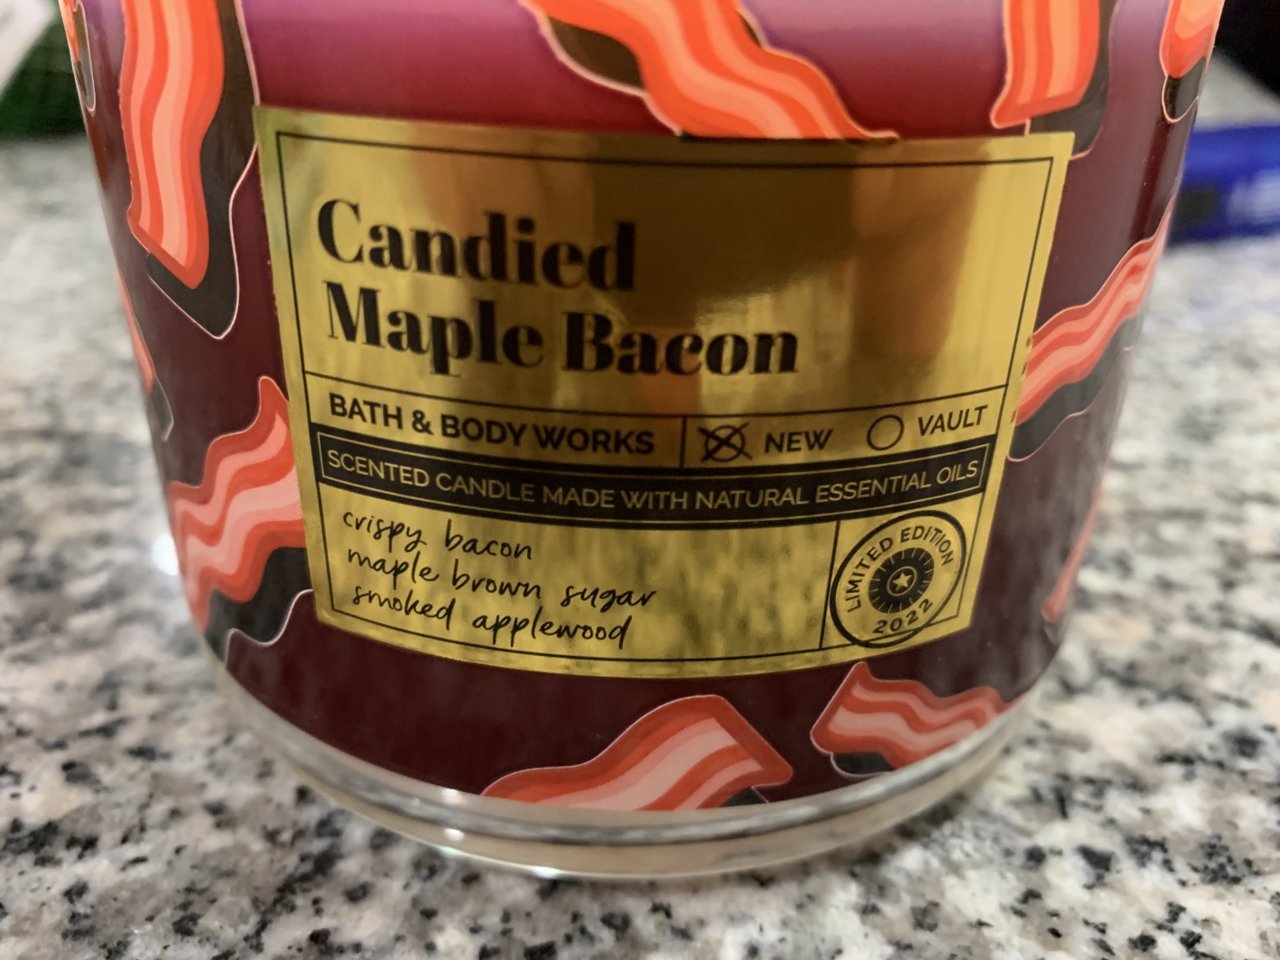 Candied
Maple Bacon
BATH & BODY WORKS
NEW
VAULT
SCENTED CANDLE MADE WITH NATURAL ESSENTIAL OILS
crispy bacon
maple brown sugar
smoked applewood
LIMITED EDITION
2022